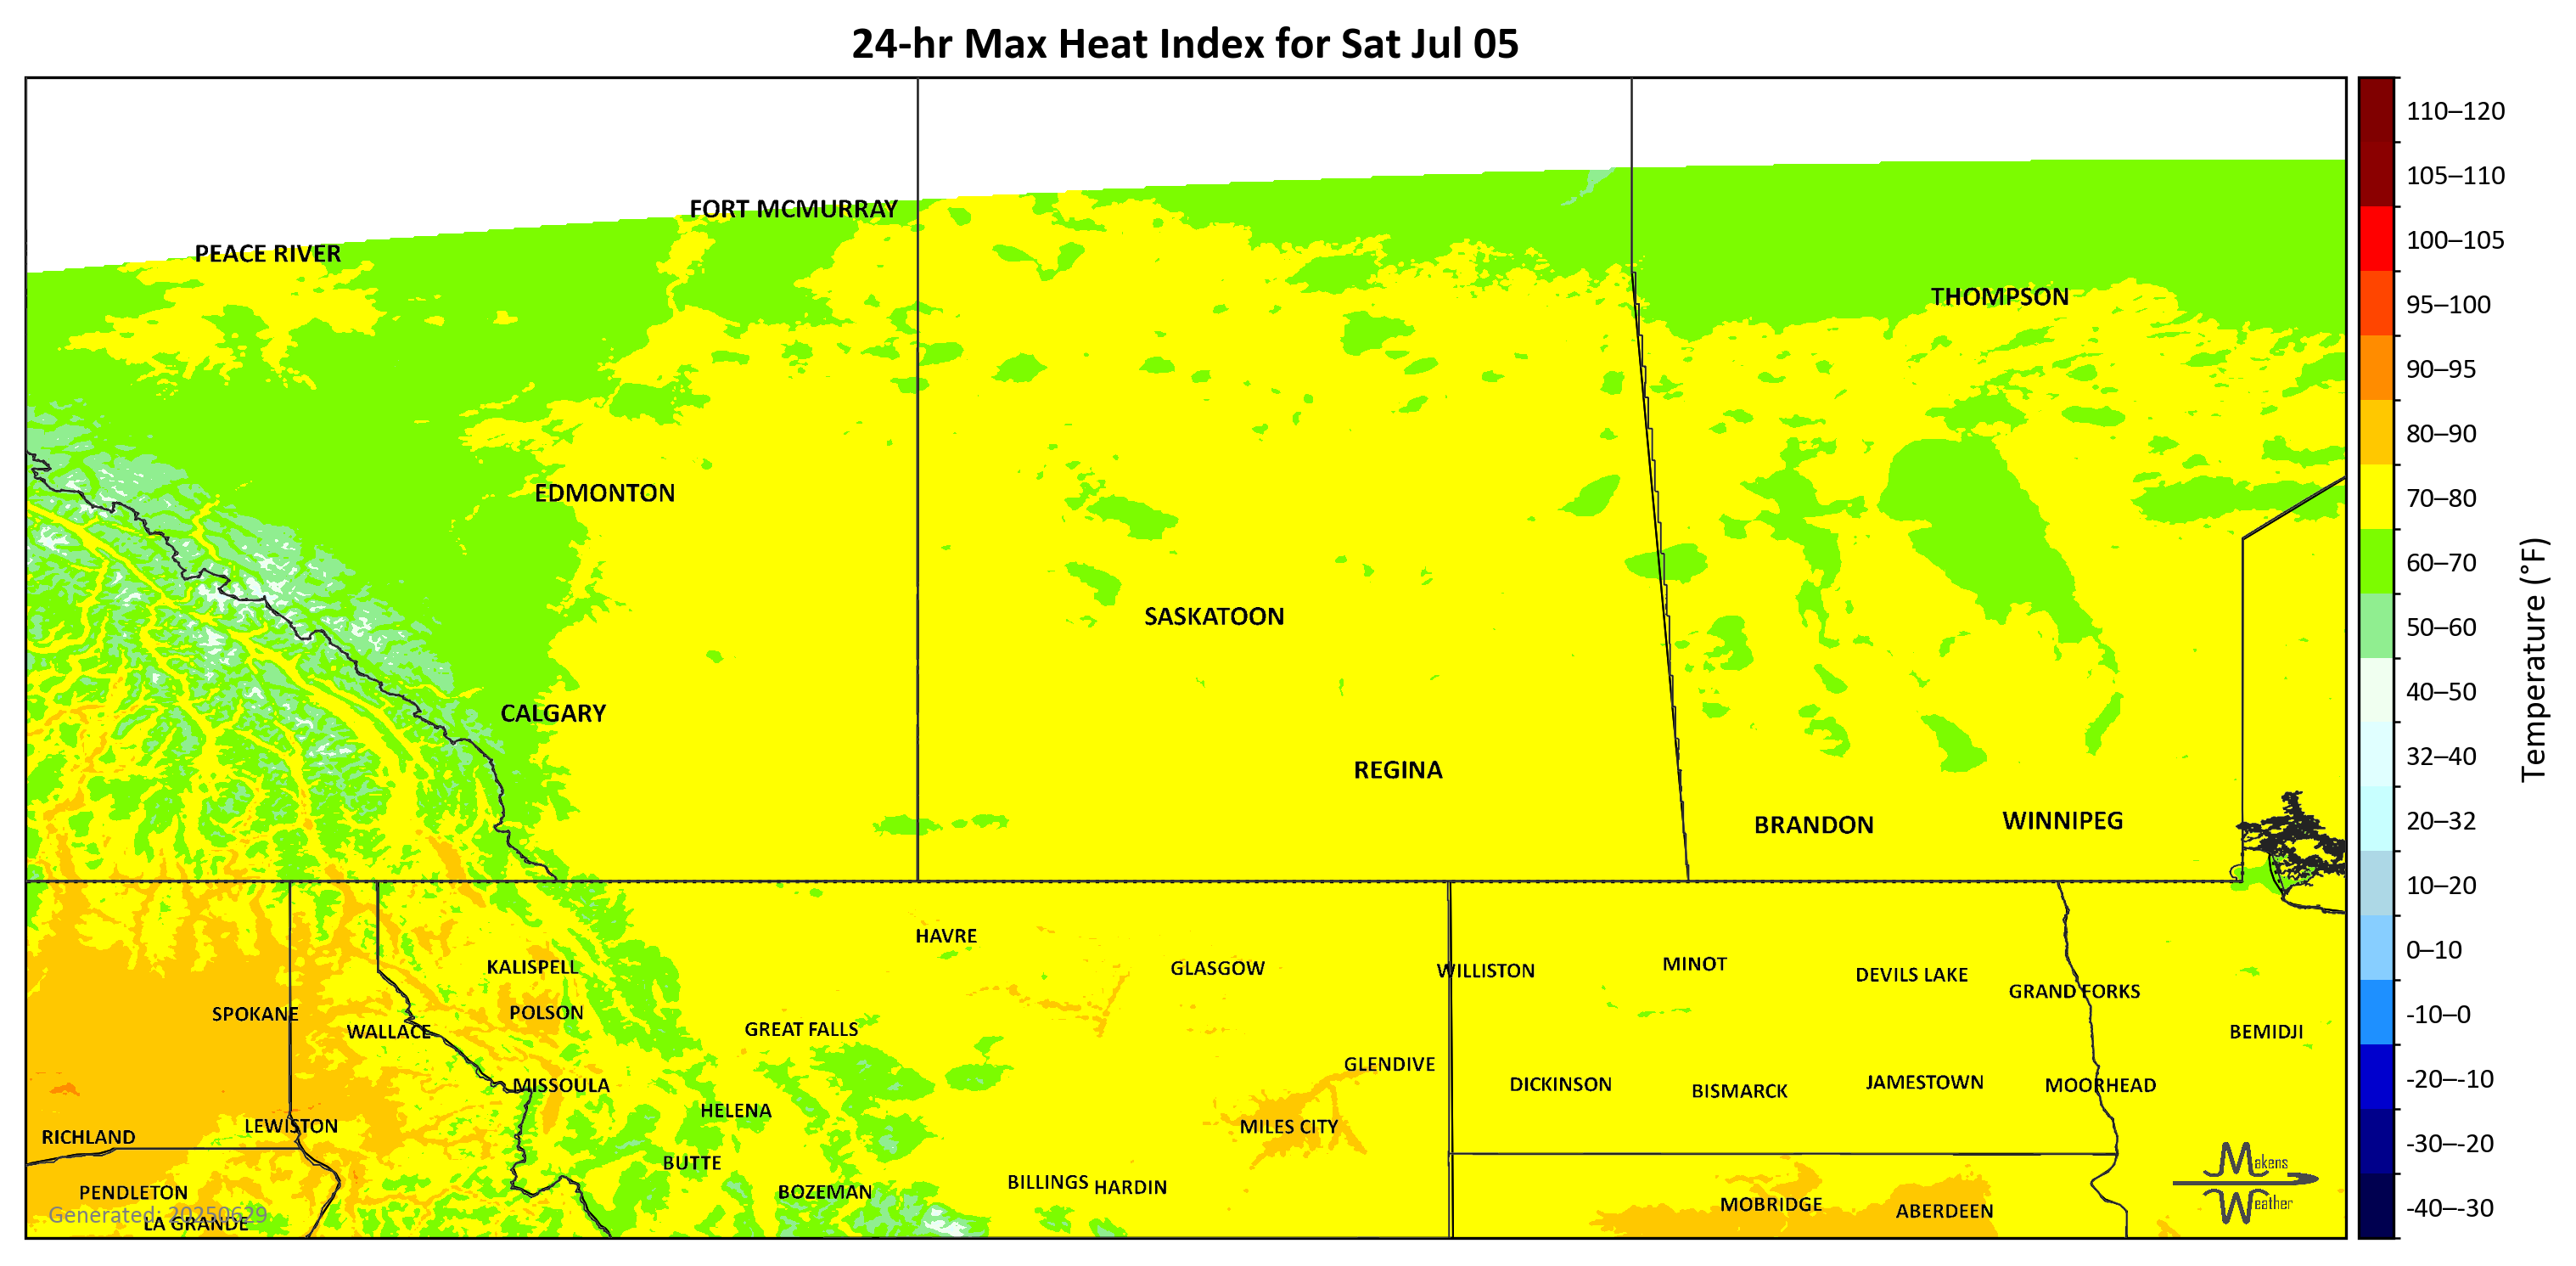 24-hr Max Heat Index for Sat Jul 05
FORT MCMURRAY
PEACE RIVER
THOMPSON
EDMONTON
SASKATOON
CALGARY
REGINA
BRANDON
WINNIPEG
HAVRE
KALISPELL
GLASGOW
WILLISTON
MINOT
DEVILS LAKE
GRAND FORKS
SPOKANE
POLSON
WALLACE
GREAT FALLS
BEMIDJI
GLENDIVE
MISSOULA
DICKINSON
BISMARCK
JAMESTOWN
MOORHEAD
HELENA
LEWISTON
MILES CITY
RICHLAND
BUTTE
PENDLETON
BOZEMAN
BILLINGS
HARDIN
MOBRIDGE
ABERDEEN
Generated: 20250629
LA GRANDE
Makens
Weather
110–120
105–110
100–105
95–100
90–95
80–90
70–80
60–70
50–60
40–50
32–40
20–32
10–20
0–10
-10–0
-20–-10
-30–-20
-40–-30
Temperature (°F)